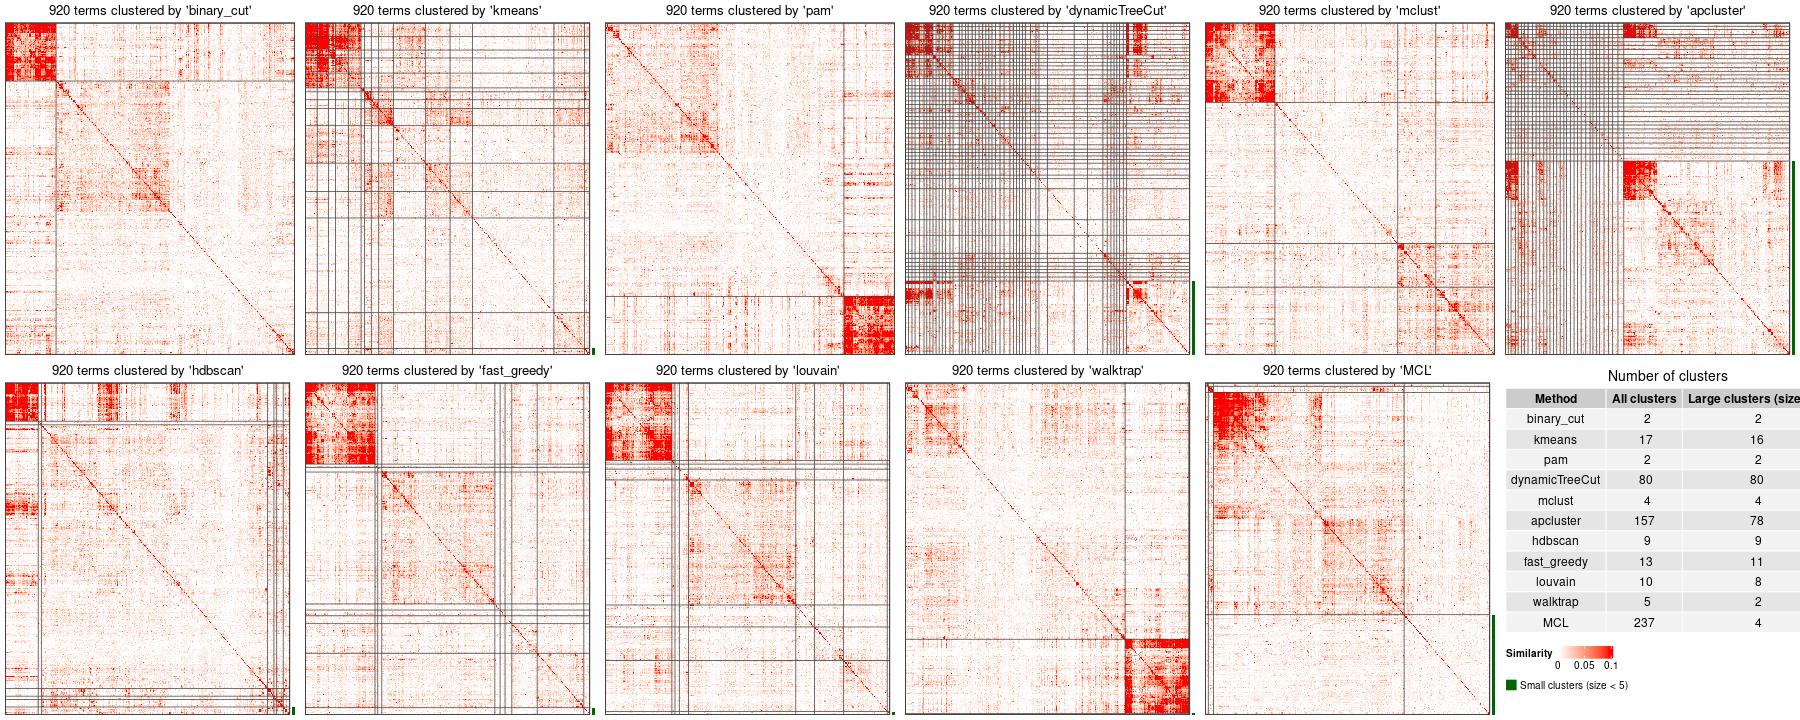 920 terms clustered by 'binary_cut'
920 terms clustered by 'kmeans'
920 terms clustered by 'pam'
920 terms clustered by 'dynamicTreeCut'
920 terms clustered by 'mclust'
920 terms clustered by 'apcluster'
920 terms clustered by 'hdbscan'
920 terms clustered by 'fast_greedy'
920 terms clustered by 'louvain'
920 terms clustered by 'walktrap'
920 terms clustered by 'MCL'
Number of clusters
Method All clusters Large clusters (size
binary_cut 2 2
kmeans 17 16
pam 2 2
dynamicTreeCut 80 80
mclust 4 4
apcluster 157 78
hdbscan 9 9
fast_greedy 13 11
louvain 10 8
walktrap 5 2
MCL 237 4
Similarity
0 0.05 0.1
Small clusters (size < 5)